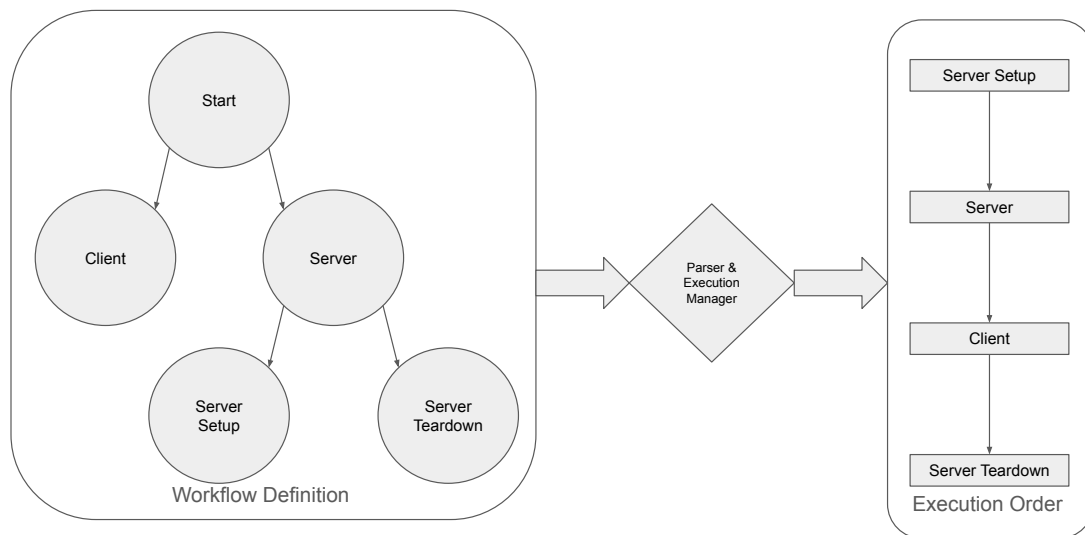 Start
Client
Server
Server
Setup
Server
Teardown
Workflow Definition
Parser &
Execution
Manager
Server Setup
Server
Client
Server Teardown
Execution Order